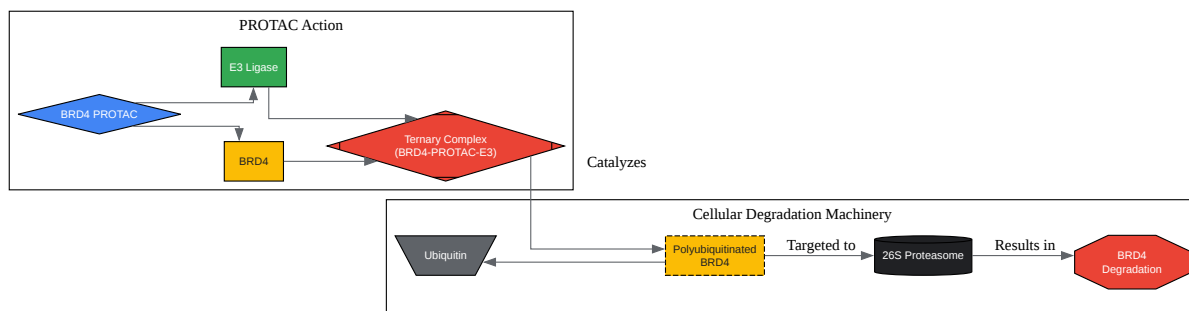 PROTAC Action
E3 Ligase
BRD4 PROTAC
BRD4
Ternary Complex
(BRD4-PROTAC-E3)
Catalyzes
Cellular Degradation Machinery
Ubiquitin
Polyubiquitinated
BRD4
Targeted to
26S Proteasome
Results in
BRD4
Degradation